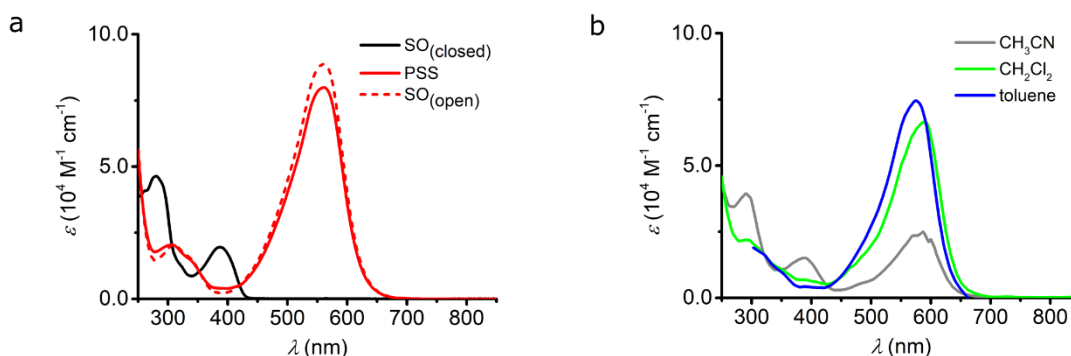 a
10.0
5.0
0.0
ε (10⁴ M⁻¹ cm⁻¹)
250 300 400 500 600 700 800
λ (nm)
SO(closed)
PSS
SO(open)
b
10.0
5.0
0.0
ε (10⁴ M⁻¹ cm⁻¹)
250 300 400 500 600 700 800
λ (nm)
CH₃CN
CH₂Cl₂
toluene